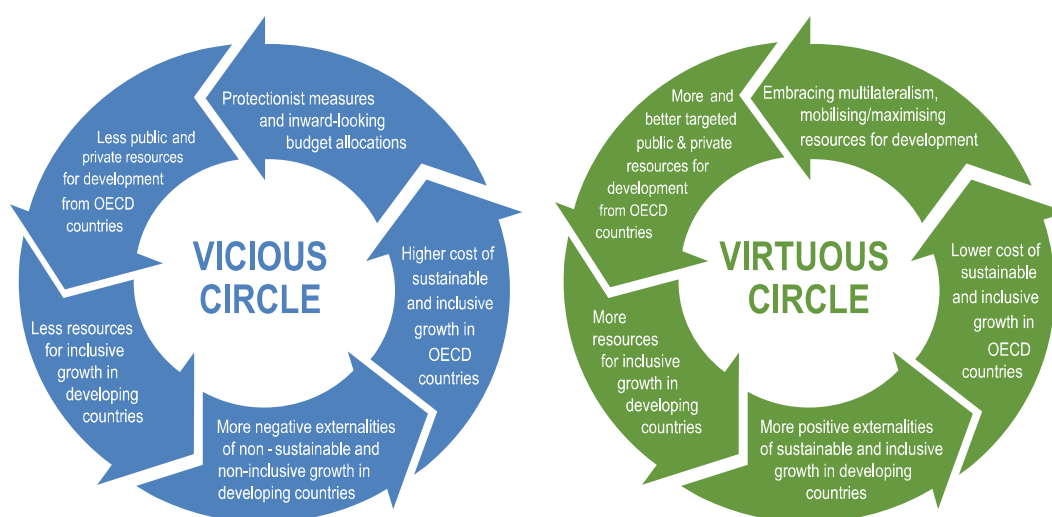 VICIOUS
CIRCLE
Protectionist measures
and inward-looking
budget allocations
Less public and
private resources
for development
from OECD
countries
Less resources
for inclusive
growth in
developing
countries
More negative externalities
of non - sustainable and
non-inclusive growth in
developing countries
Higher cost of
sustainable
and inclusive
growth in
OECD
countries
VIRTUOUS
CIRCLE
Embracing multilateralism,
mobilising/maximising
resources for development
More and
better targeted
public & private
resources for
development
from OECD
countries
More
resources
for inclusive
growth in
developing
countries
More positive externalities
of sustainable and inclusive
growth in developing
countries
Lower cost of
sustainable
and inclusive
growth in
OECD
countries